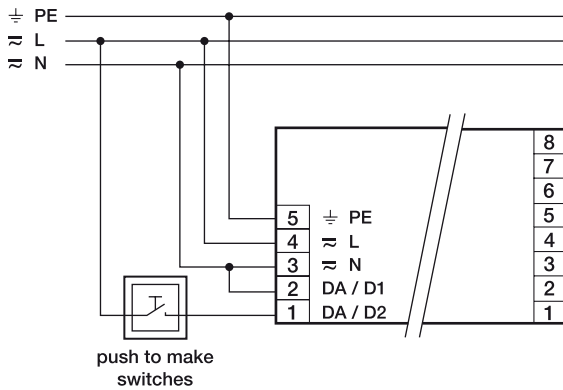 ⏚ PE
≂ L
≂ N
8
7
6
5
4
3
2
1
5 ⏚ PE
4 ≂ L
3 ≂ N
2 DA / D1
1 DA / D2
push to make
switches